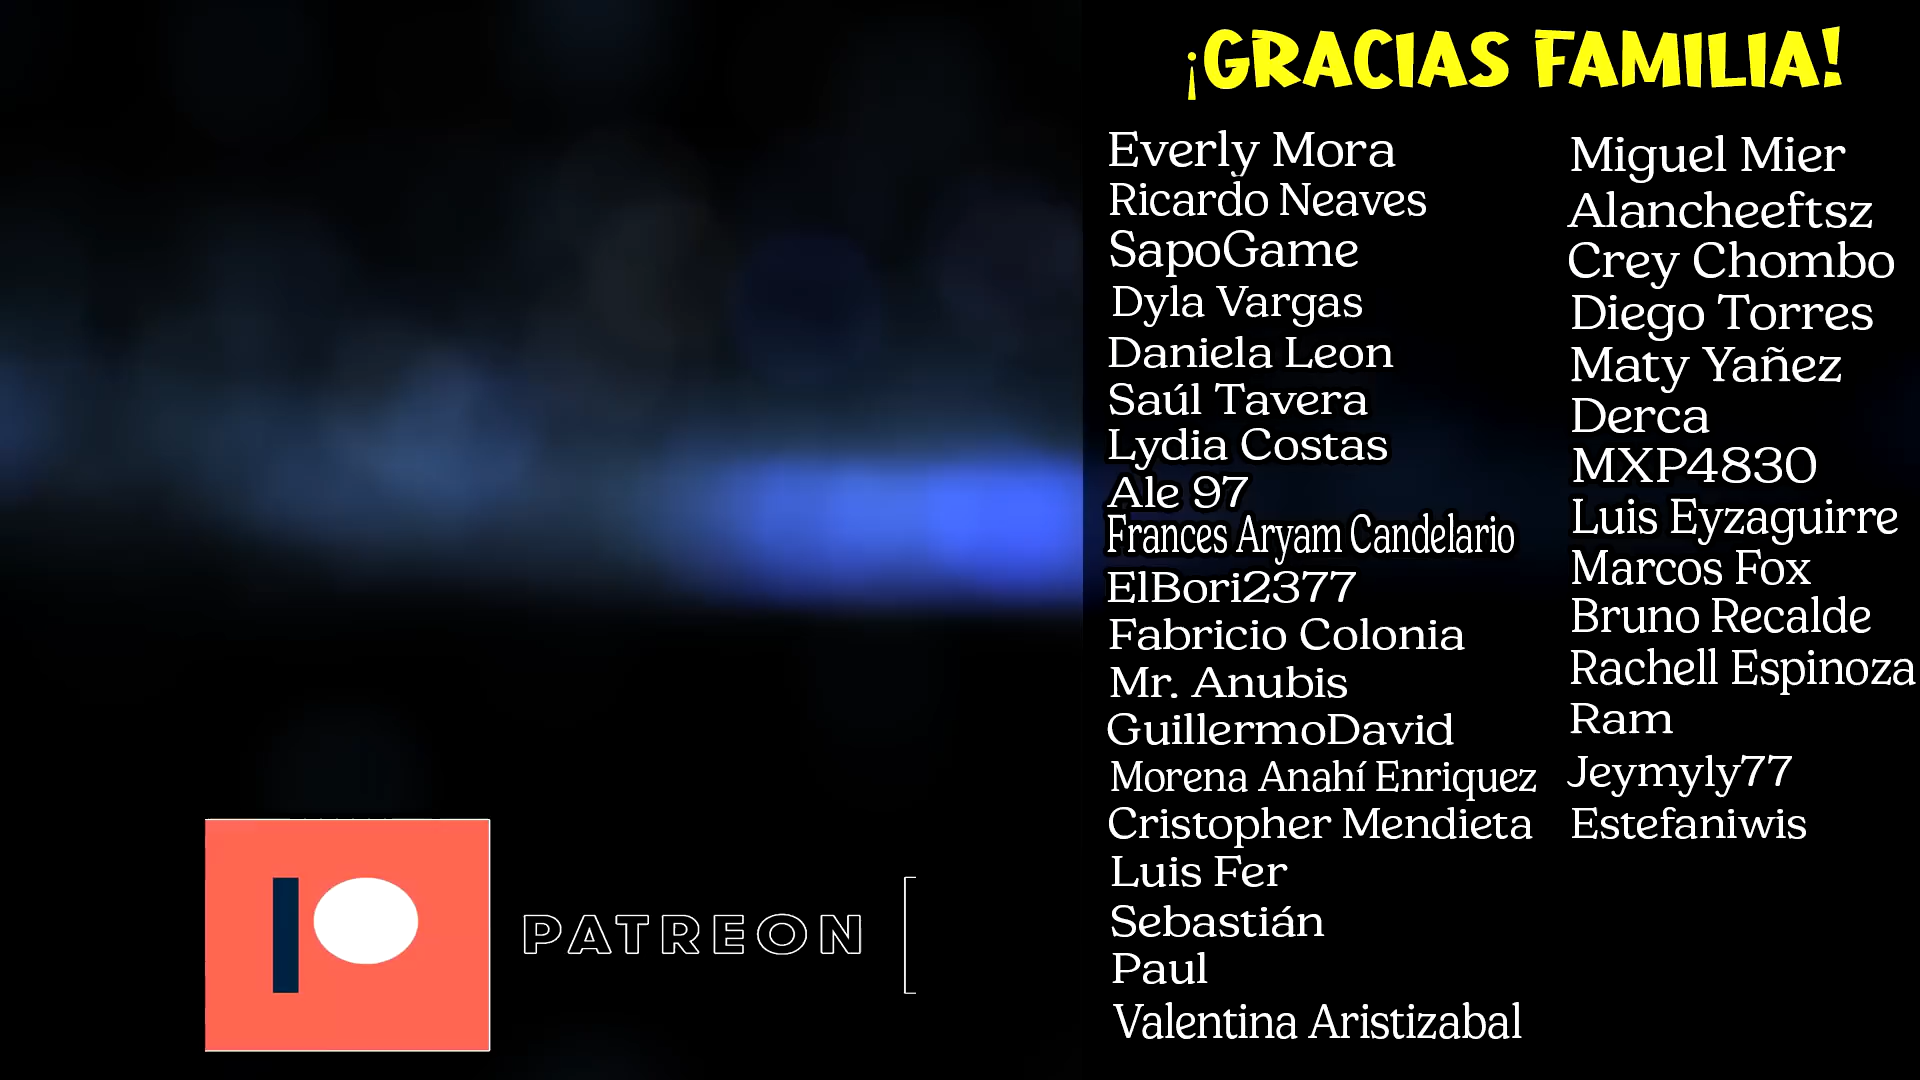 ¡GRACIAS FAMILIA!
Everly Mora
Ricardo Neaves
SapoGame
Dyla Vargas
Daniela Leon
Saúl Tavera
Lydia Costas
Ale 97
Frances Aryam Candelario
ElBori2377
Fabricio Colonia
Mr. Anubis
GuillermoDavid
Morena Anahí Enriquez
Cristopher Mendieta
Luis Fer
Sebastián
Paul
Valentina Aristizabal
Miguel Mier
Alancheeftsz
Crey Chombo
Diego Torres
Maty Yañez
Derca
MXP4830
Luis Eyzaguirre
Marcos Fox
Bruno Recalde
Rachell Espinoza
Ram
Jeymyly77
Estefaniwis
PATREON [